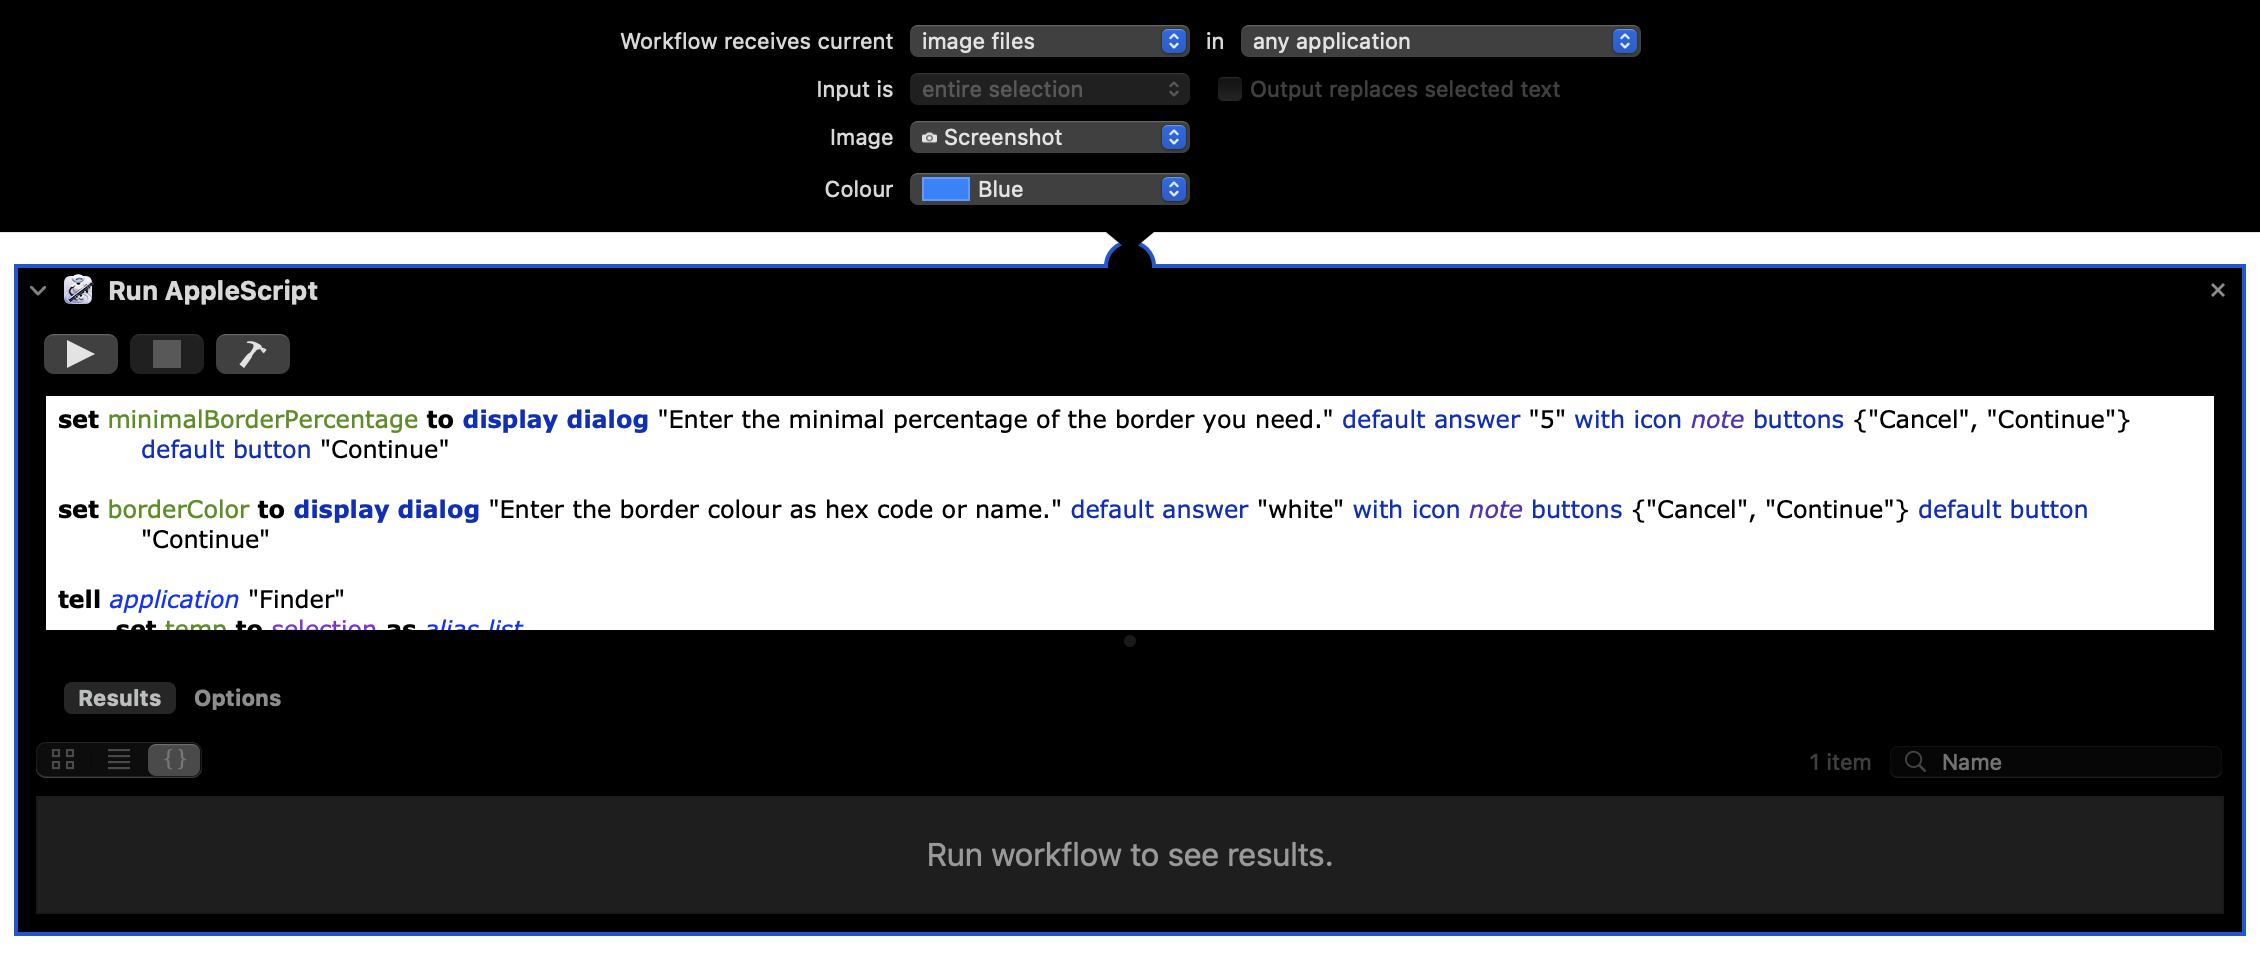 Workflow receives current image files in any application
Input is entire selection Output replaces selected text
Image Screenshot
Colour Blue
Run AppleScript
set minimalBorderPercentage to display dialog "Enter the minimal percentage of the border you need." default answer "5" with icon note buttons {"Cancel", "Continue"}
default button "Continue"
set borderColor to display dialog "Enter the border colour as hex code or name." default answer "white" with icon note buttons {"Cancel", "Continue"} default button
"Continue"
tell application "Finder"
set temp to selection as alias list
Results Options
1 item Name
Run workflow to see results.